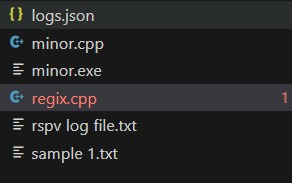 {} logs.json
C++ minor.cpp
minor.exe
C++ regix.cpp 1
rspv log file.txt
sample 1.txt